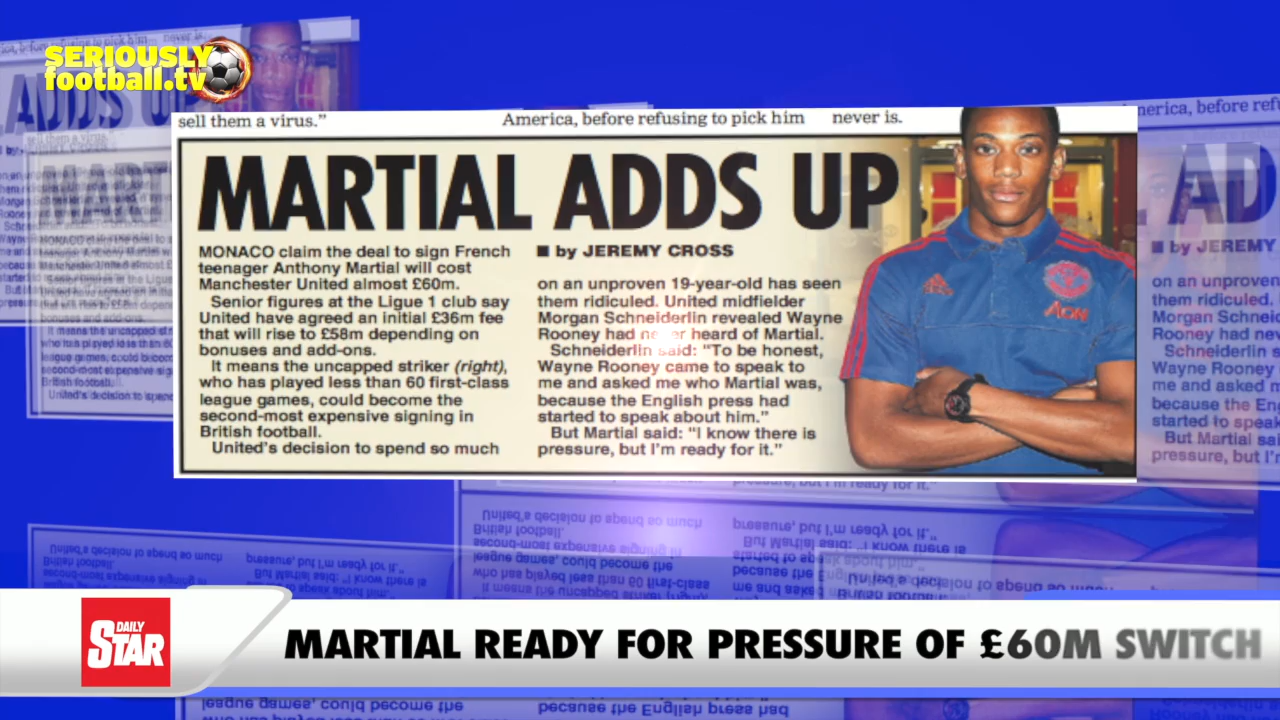 SERIOUSLY
football.tv
sell them a virus."
America, before refusing to pick him
never is.
MARTIAL ADDS UP
MONACO claim the deal to sign French
teenager Anthony Martial will cost
Manchester United almost £60m.
Senior figures at the Ligue 1 club say
United have agreed an initial £36m fee
that will rise to £58m depending on
bonuses and add-ons.
It means the uncapped striker (right),
who has played less than 60 first-class
league games, could become the
second-most expensive signing in
British football.
United's decision to spend so much
■ by JEREMY CROSS
on an unproven 19-year-old has seen
them ridiculed. United midfielder
Morgan Schneiderlin revealed Wayne
Rooney had never heard of Martial.
Schneiderlin said: "To be honest,
Wayne Rooney came to speak to
me and asked me who Martial was,
because the English press had
started to speak about him."
But Martial said: "I know there is
pressure, but I'm ready for it."
AON
DAILY
STAR
MARTIAL READY FOR PRESSURE OF £60M SWITCH